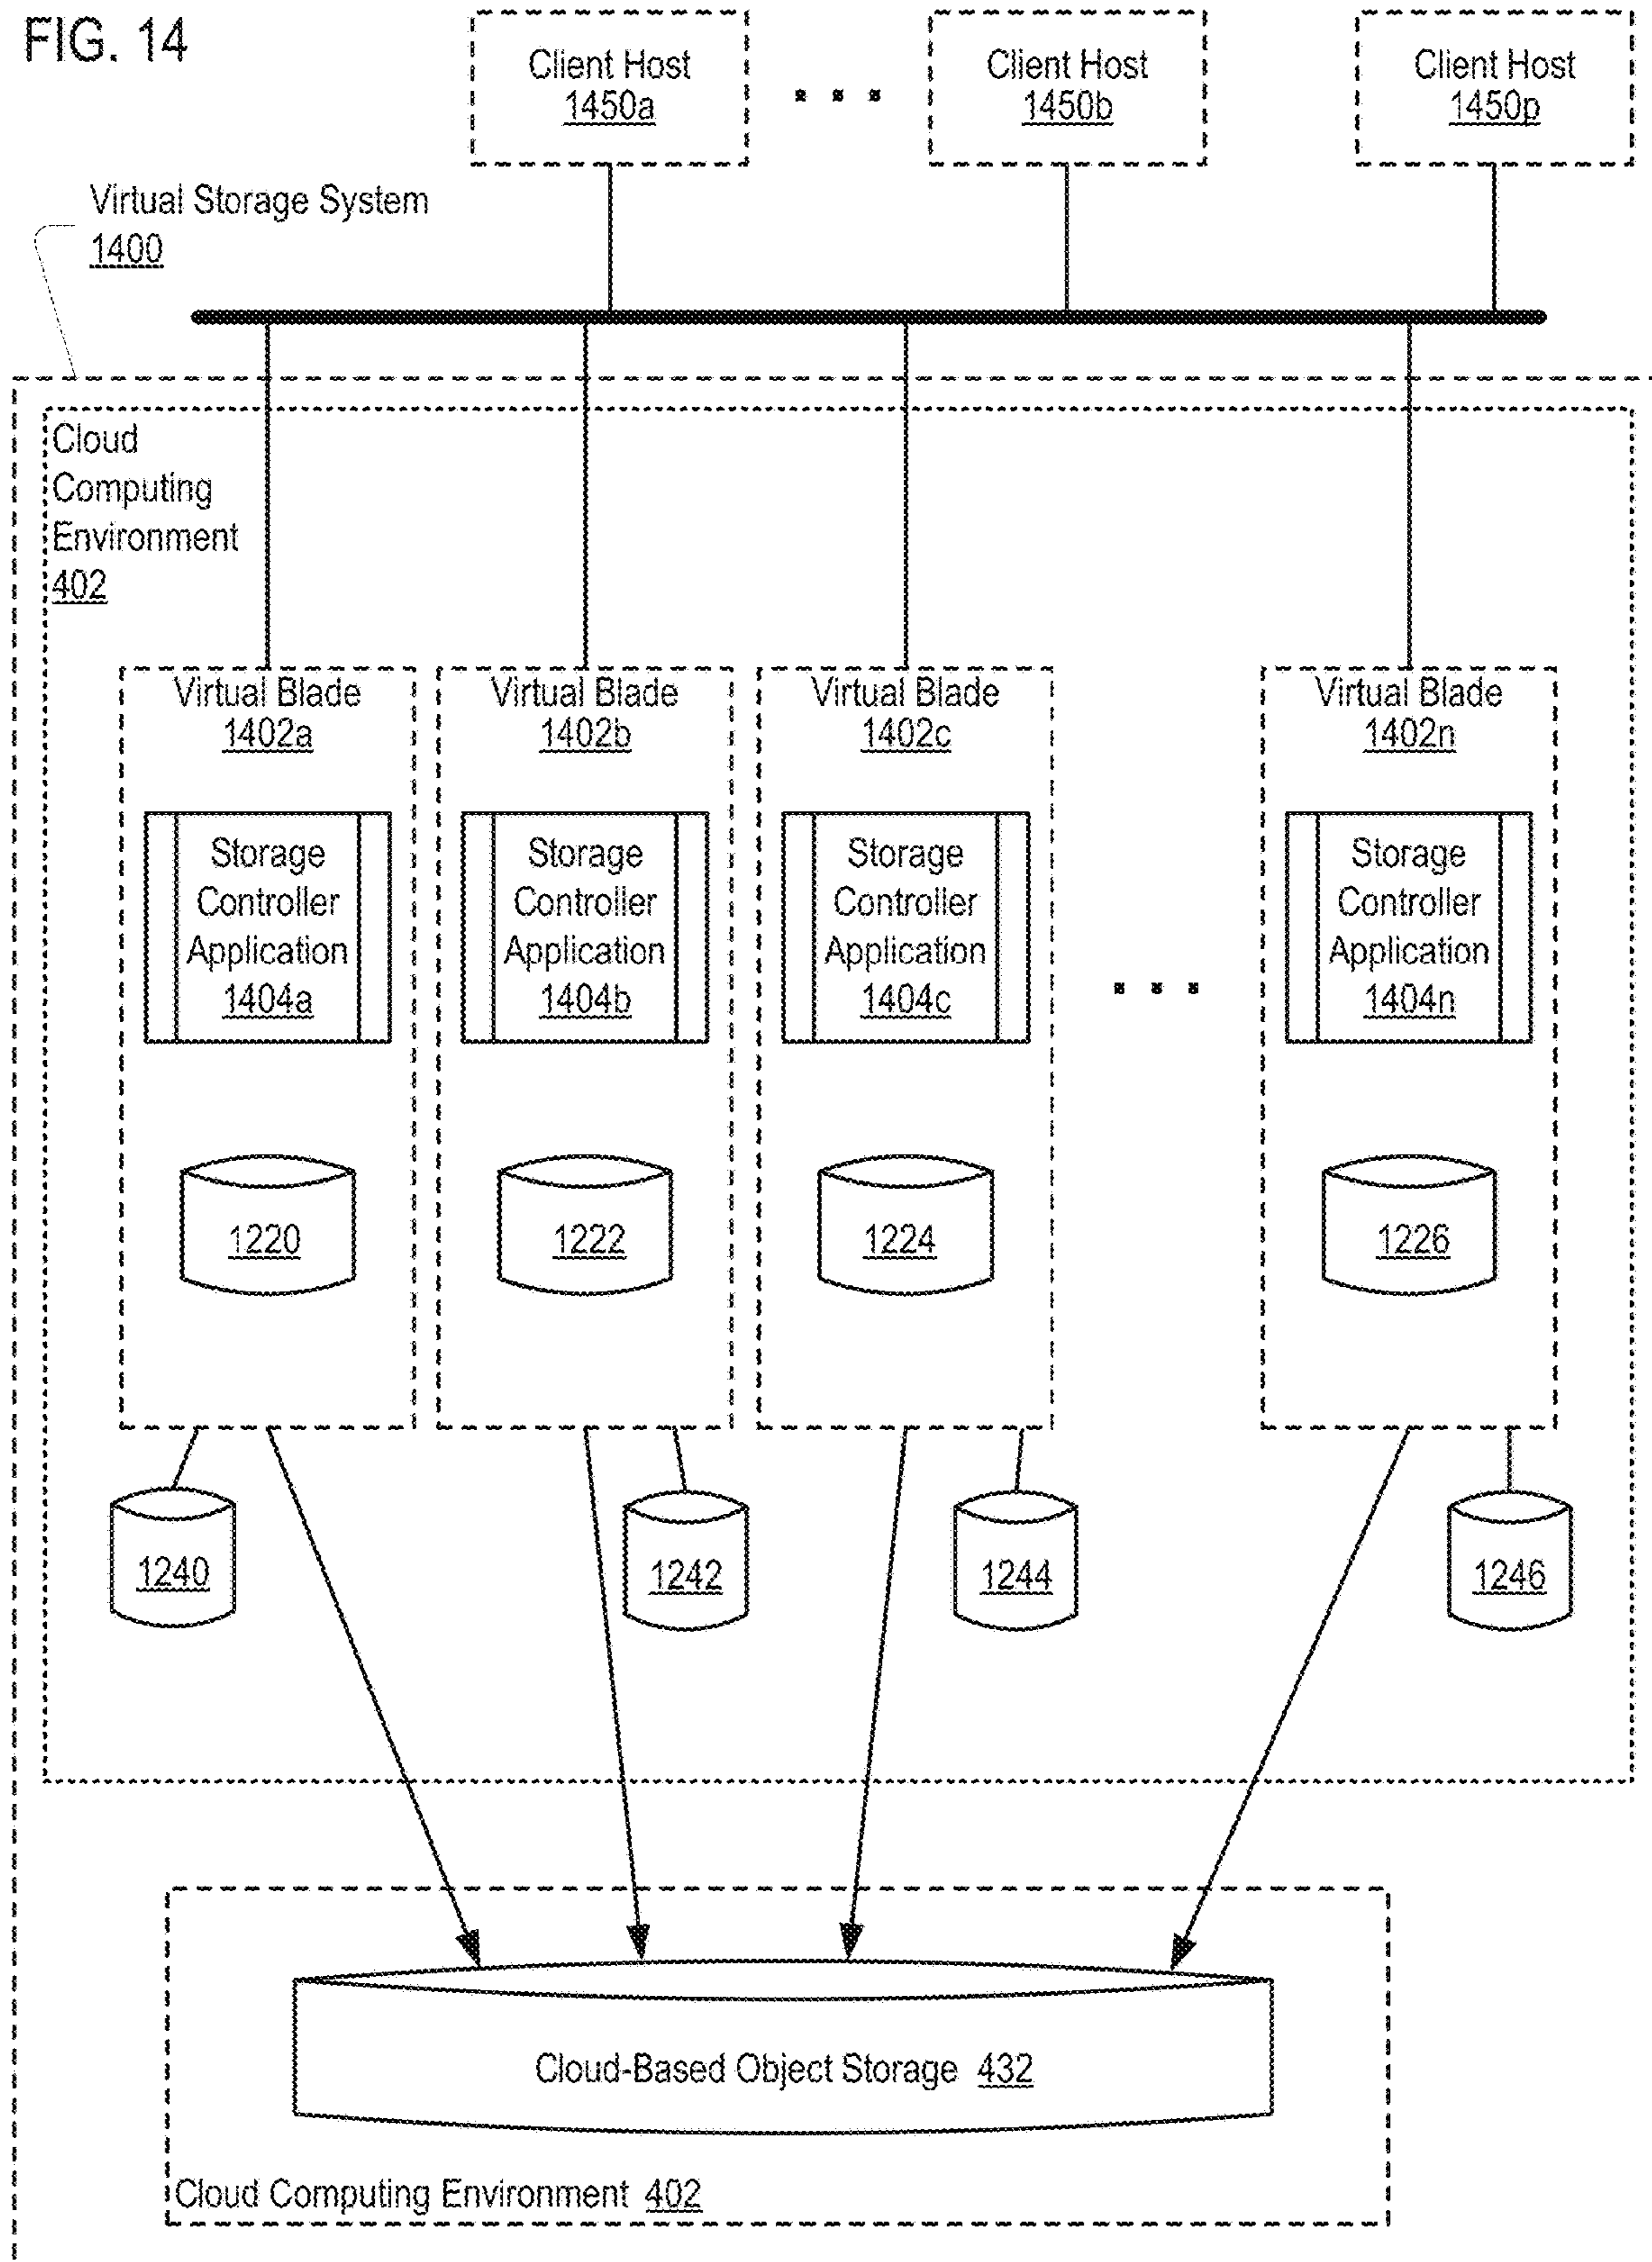 FIG. 14
Client Host
1450a
Client Host
1450b
Client Host
1450p
Virtual Storage System
1400
Cloud
Computing
Environment
402
Virtual Blade
1402a
Virtual Blade
1402b
Virtual Blade
1402c
Virtual Blade
1402n
Storage
Controller
Application
1404a
Storage
Controller
Application
1404b
Storage
Controller
Application
1404c
Storage
Controller
Application
1404n
1220
1222
1224
1226
1240
1242
1244
1246
Cloud-Based Object Storage 432
Cloud Computing Environment 402